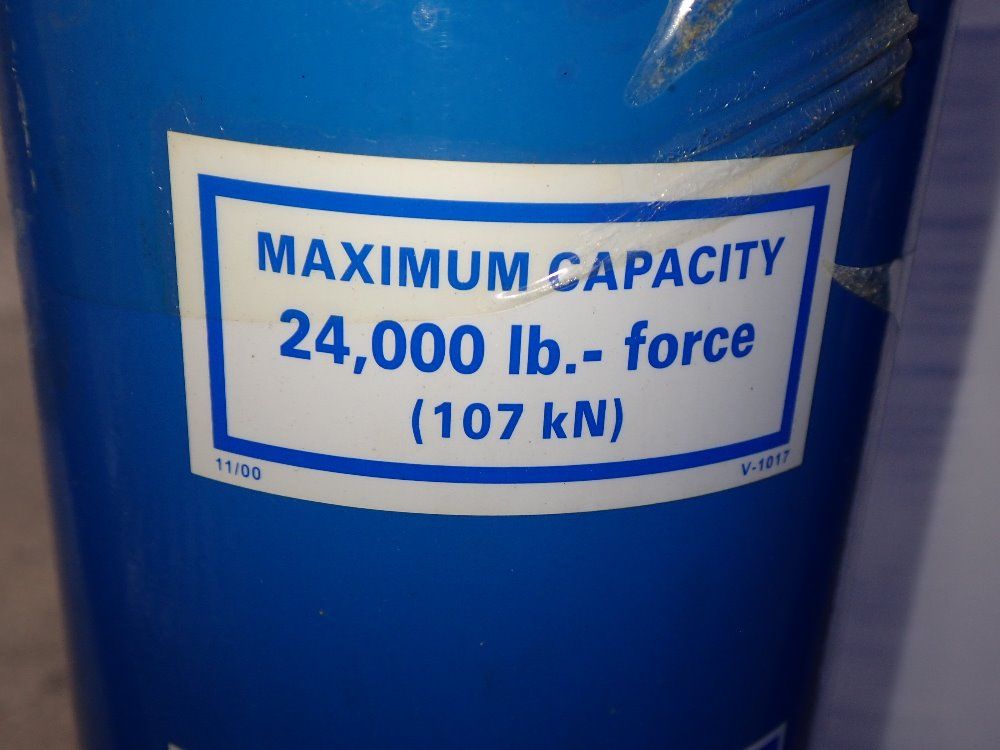 MAXIMUM CAPACITY
24,000 lb.- force
(107 kN)
11/00 V-1017